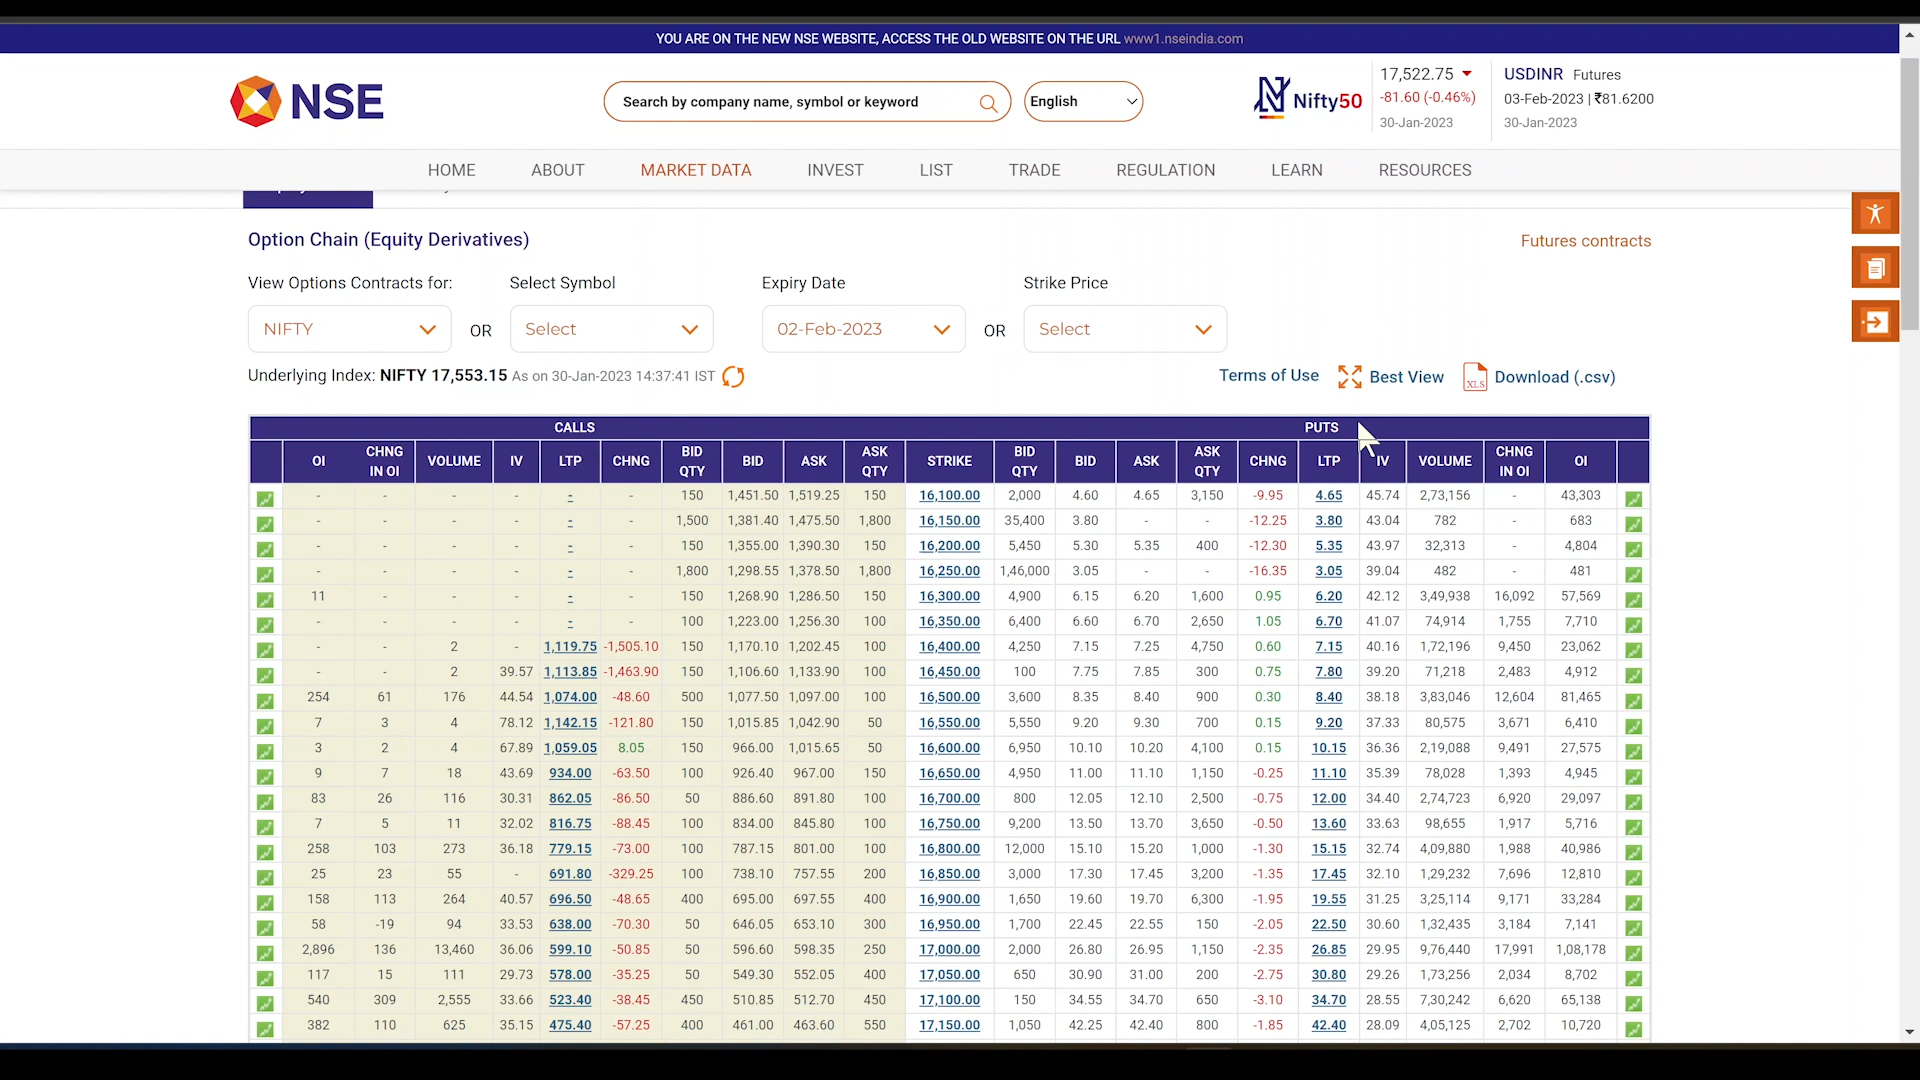 YOU ARE ON THE NEW NSE WEBSITE, ACCESS THE OLD WEBSITE ON THE URL www1.nseindia.com
NSE
Search by company name, symbol or keyword
English
Nifty50
17,522.75
-81.60 (-0.46%)
30-Jan-2023
USDINR Futures
03-Feb-2023 | ₹81.6200
30-Jan-2023
HOME ABOUT MARKET DATA INVEST LIST TRADE REGULATION LEARN RESOURCES
Option Chain (Equity Derivatives)
Futures contracts
View Options Contracts for: Select Symbol Expiry Date Strike Price
NIFTY OR Select 02-Feb-2023 OR Select
Underlying Index: NIFTY 17,553.15 As on 30-Jan-2023 14:37:41 IST
Terms of Use Best View XLS Download (.csv)
CALLS PUTS
OI CHNG IN OI VOLUME IV LTP CHNG BID QTY BID ASK ASK QTY STRIKE BID QTY BID ASK ASK QTY CHNG LTP IV VOLUME CHNG IN OI OI
- - - - - - 150 1,451.50 1,519.25 150 16,100.00 2,000 4.60 4.65 3,150 -9.95 4.65 45.74 2,73,156 - 43,303
- - - - - - 1,500 1,381.40 1,475.50 1,800 16,150.00 35,400 3.80 - - -12.25 3.80 43.04 782 - 683
- - - - - - 150 1,355.00 1,390.30 150 16,200.00 5,450 5.30 5.35 400 -12.30 5.35 43.97 32,313 - 4,804
- - - - - - 1,800 1,298.55 1,378.50 1,800 16,250.00 1,46,000 3.05 - - -16.35 3.05 39.04 482 - 481
11 - - - - - 150 1,268.90 1,286.50 150 16,300.00 4,900 6.15 6.20 1,600 0.95 6.20 42.12 3,49,938 16,092 57,569
- - - - - - 100 1,223.00 1,256.30 100 16,350.00 6,400 6.60 6.70 2,650 1.05 6.70 41.07 74,914 1,755 7,710
- - 2 - 1,119.75 -1,505.10 150 1,170.10 1,202.45 100 16,400.00 4,250 7.15 7.25 4,750 0.60 7.15 40.16 1,72,196 9,450 23,062
- - 2 39.57 1,113.85 -1,463.90 150 1,106.60 1,133.90 100 16,450.00 100 7.75 7.85 300 0.75 7.80 39.20 71,218 2,483 4,912
254 61 176 44.54 1,074.00 -48.60 500 1,077.50 1,097.00 100 16,500.00 3,600 8.35 8.40 900 0.30 8.40 38.18 3,83,046 12,604 81,465
7 3 4 78.12 1,142.15 -121.80 150 1,015.85 1,042.90 50 16,550.00 5,550 9.20 9.30 700 0.15 9.20 37.33 80,575 3,671 6,410
3 2 4 67.89 1,059.05 8.05 150 966.00 1,015.65 50 16,600.00 6,950 10.10 10.20 4,100 0.15 10.15 36.36 2,19,088 9,491 27,575
9 7 18 43.69 934.00 -63.50 100 926.40 967.00 150 16,650.00 4,950 11.00 11.10 1,150 -0.25 11.10 35.39 78,028 1,393 4,945
83 26 116 30.31 862.05 -86.50 50 886.60 891.80 100 16,700.00 800 12.05 12.10 2,500 -0.75 12.00 34.40 2,74,723 6,920 29,097
7 5 11 32.02 816.75 -88.45 100 834.00 845.80 100 16,750.00 9,200 13.50 13.70 3,650 -0.50 13.60 33.63 98,655 1,917 5,716
258 103 273 36.18 779.15 -73.00 100 787.15 801.00 100 16,800.00 12,000 15.10 15.20 1,000 -1.30 15.15 32.74 4,09,880 1,988 40,986
25 23 55 - 691.80 -329.25 100 738.10 757.55 200 16,850.00 3,000 17.30 17.45 3,200 -1.35 17.45 32.10 1,29,232 7,696 12,810
158 113 264 40.57 696.50 -48.65 400 695.00 697.55 400 16,900.00 1,650 19.60 19.70 6,300 -1.95 19.55 31.25 3,25,114 9,171 33,284
58 -19 94 33.53 638.00 -70.30 50 646.05 653.10 300 16,950.00 1,700 22.45 22.55 150 -2.05 22.50 30.60 1,32,435 3,184 7,141
2,896 136 13,460 36.06 599.10 -50.85 50 596.60 598.35 250 17,000.00 2,000 26.80 26.95 1,150 -2.35 26.85 29.95 9,76,440 17,991 1,08,178
117 15 111 29.73 578.00 -35.25 50 549.30 552.05 400 17,050.00 650 30.90 31.00 200 -2.75 30.80 29.26 1,73,256 2,034 8,702
540 309 2,555 33.66 523.40 -38.45 450 510.85 512.70 450 17,100.00 150 34.55 34.70 650 -3.10 34.70 28.55 7,30,242 6,620 65,138
382 110 625 35.15 475.40 -57.25 400 461.00 463.60 550 17,150.00 1,050 42.25 42.40 800 -1.85 42.40 28.09 4,05,125 2,702 10,720